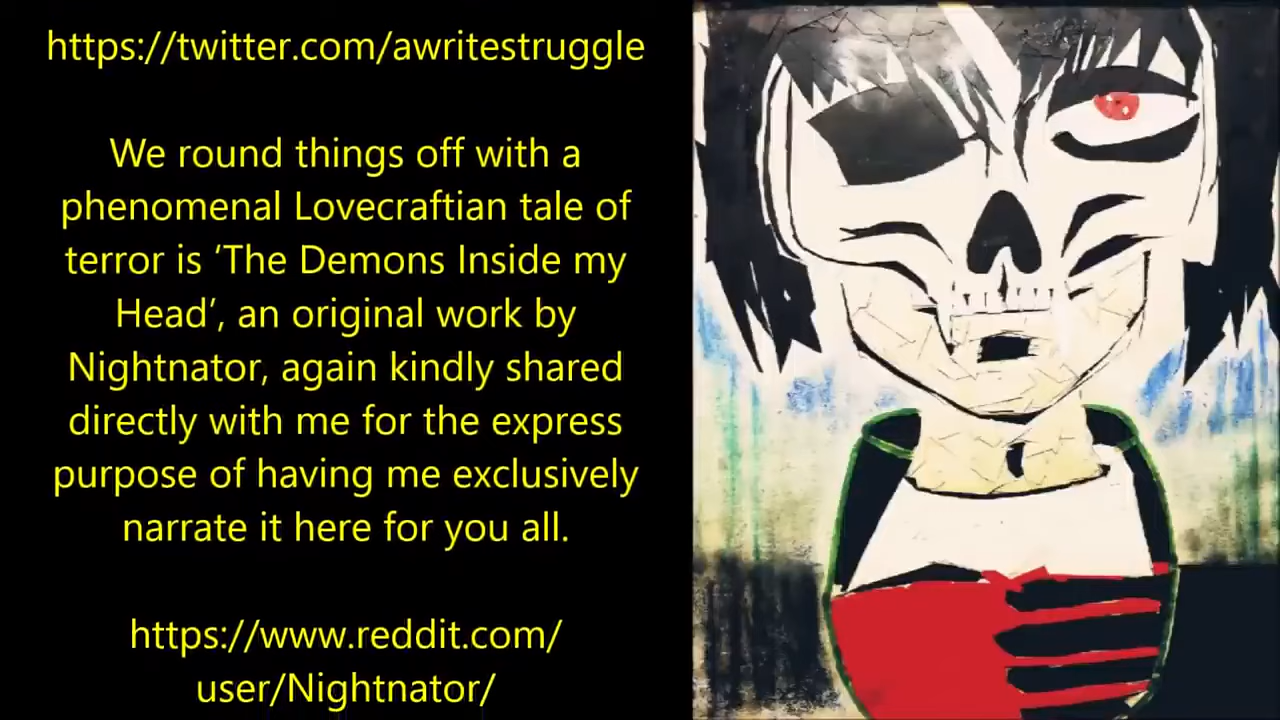 https://twitter.com/awritestruggle
We round things off with a
phenomenal Lovecraftian tale of
terror is ‘The Demons Inside my
Head’, an original work by
Nightnator, again kindly shared
directly with me for the express
purpose of having me exclusively
narrate it here for you all.
https://www.reddit.com/
user/Nightnator/